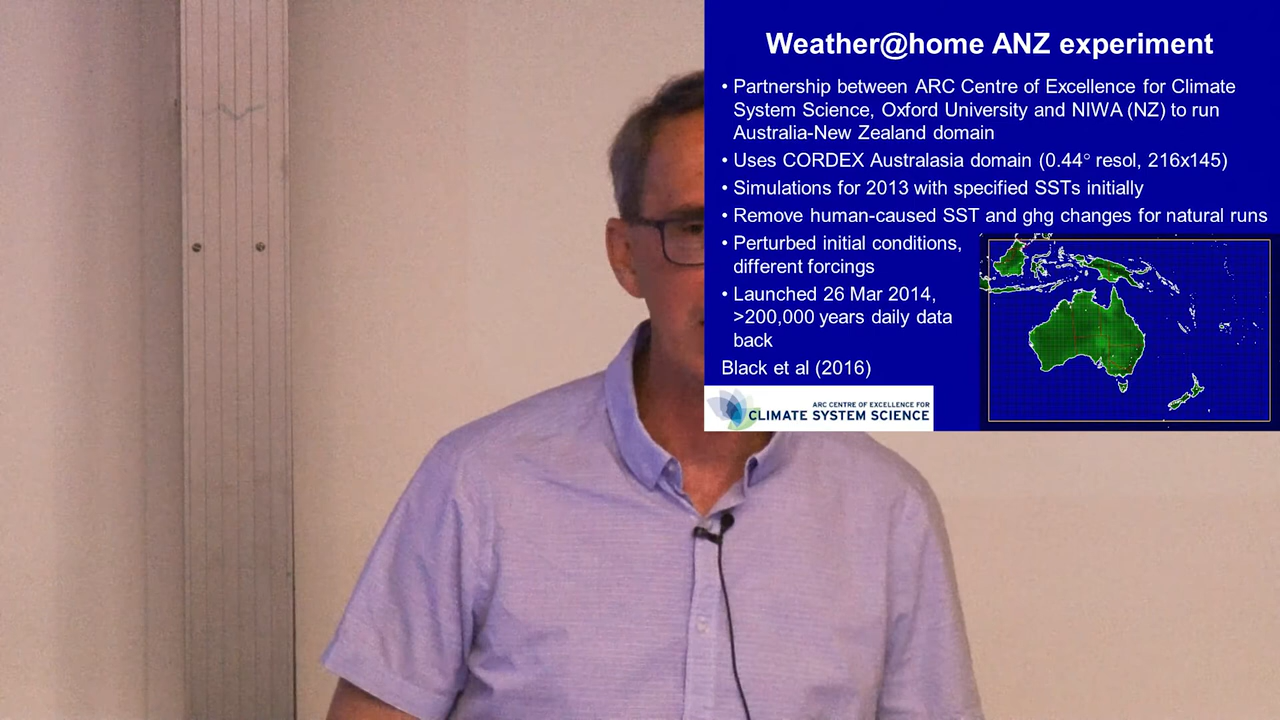 Weather@home ANZ experiment
• Partnership between ARC Centre of Excellence for Climate
System Science, Oxford University and NIWA (NZ) to run
Australia-New Zealand domain
• Uses CORDEX Australasia domain (0.44° resol, 216x145)
• Simulations for 2013 with specified SSTs initially
• Remove human-caused SST and ghg changes for natural runs
• Perturbed initial conditions,
different forcings
• Launched 26 Mar 2014,
>200,000 years daily data
back
Black et al (2016)
ARC CENTRE OF EXCELLENCE FOR
CLIMATE SYSTEM SCIENCE